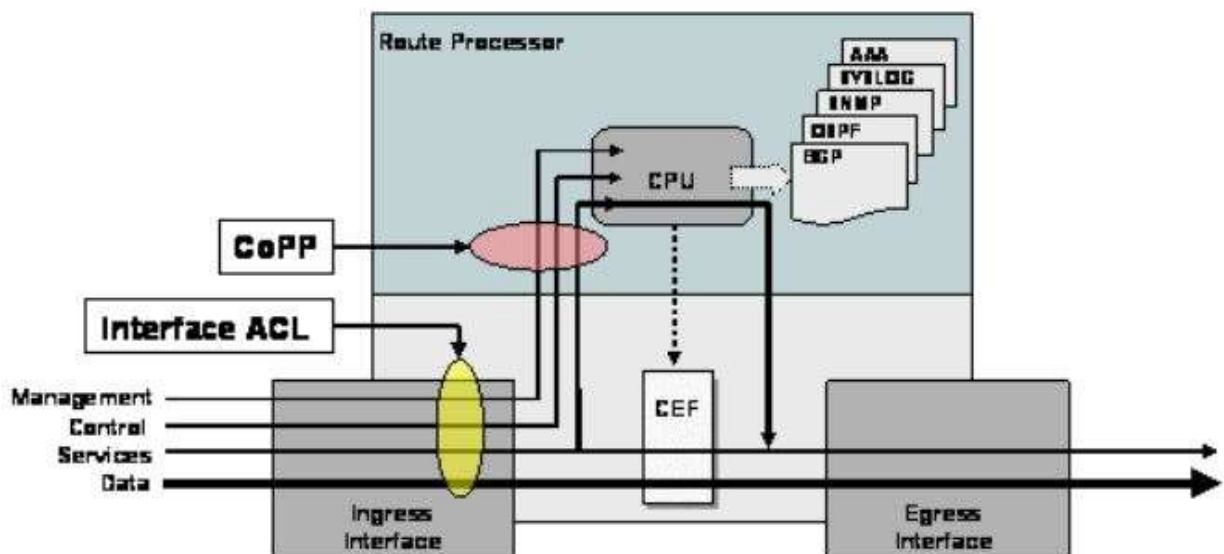 Route Processor
AAA
SYSLOG
SNMP
OSPF
BGP
CPU
CoPP
Interface ACL
Management
Control
Services
Data
CEF
Ingress
Interface
Egress
Interface